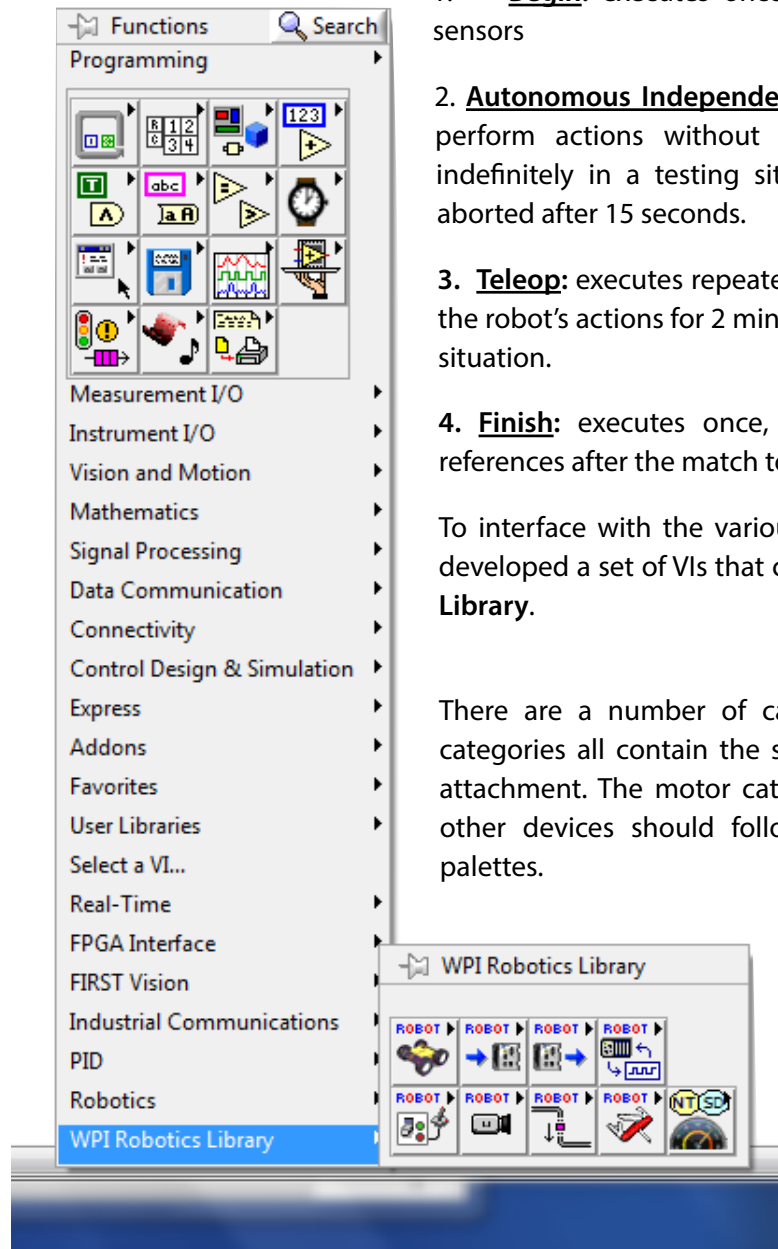 Functions
Search
Programming
123
R 1 2
C 3 4
T
abc
a A
Measurement I/O
Instrument I/O
Vision and Motion
Mathematics
Signal Processing
Data Communication
Connectivity
Control Design & Simulation
Express
Addons
Favorites
User Libraries
Select a VI...
Real-Time
FPGA Interface
FIRST Vision
Industrial Communications
PID
Robotics
WPI Robotics Library
WPI Robotics Library
ROBOT ROBOT ROBOT ROBOT
ROBOT ROBOT ROBOT ROBOT NT SD
sensors
2. Autonomous Independe
perform actions without
indefinitely in a testing sit
aborted after 15 seconds.
3. Teleop: executes repeate
the robot's actions for 2 min
situation.
4. Finish: executes once,
references after the match to
To interface with the variou
developed a set of VIs that
Library.
There are a number of ca
categories all contain the s
attachment. The motor cat
other devices should follo
palettes.